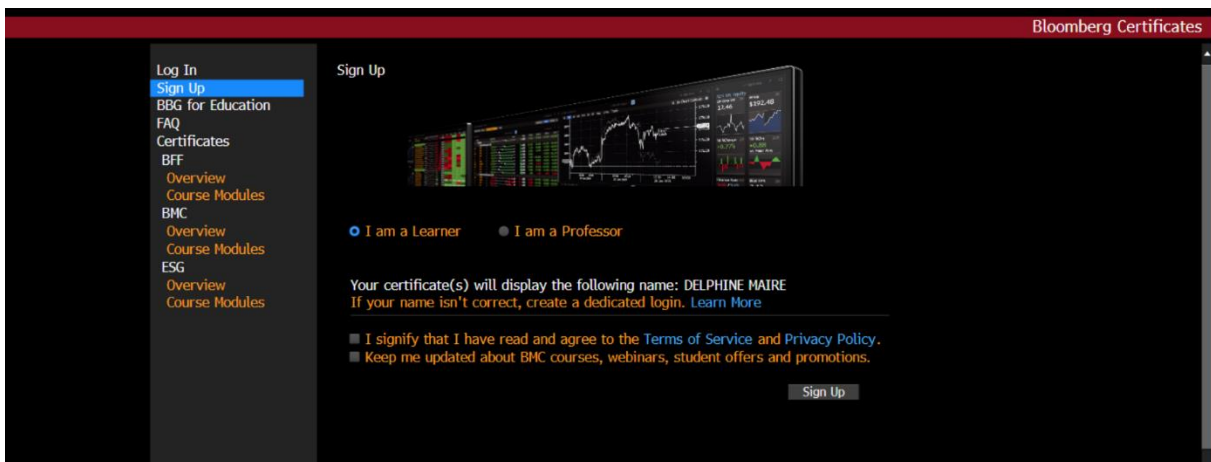 Bloomberg Certificates
Log In
Sign Up
BBG for Education
FAQ
Certificates
BFF
Overview
Course Modules
BMC
Overview
Course Modules
ESG
Overview
Course Modules
Sign Up
$192.40
I am a Learner I am a Professor
Your certificate(s) will display the following name: DELPHINE MAIRE
If your name isn't correct, create a dedicated login. Learn More
I signify that I have read and agree to the Terms of Service and Privacy Policy.
Keep me updated about BMC courses, webinars, student offers and promotions.
Sign Up